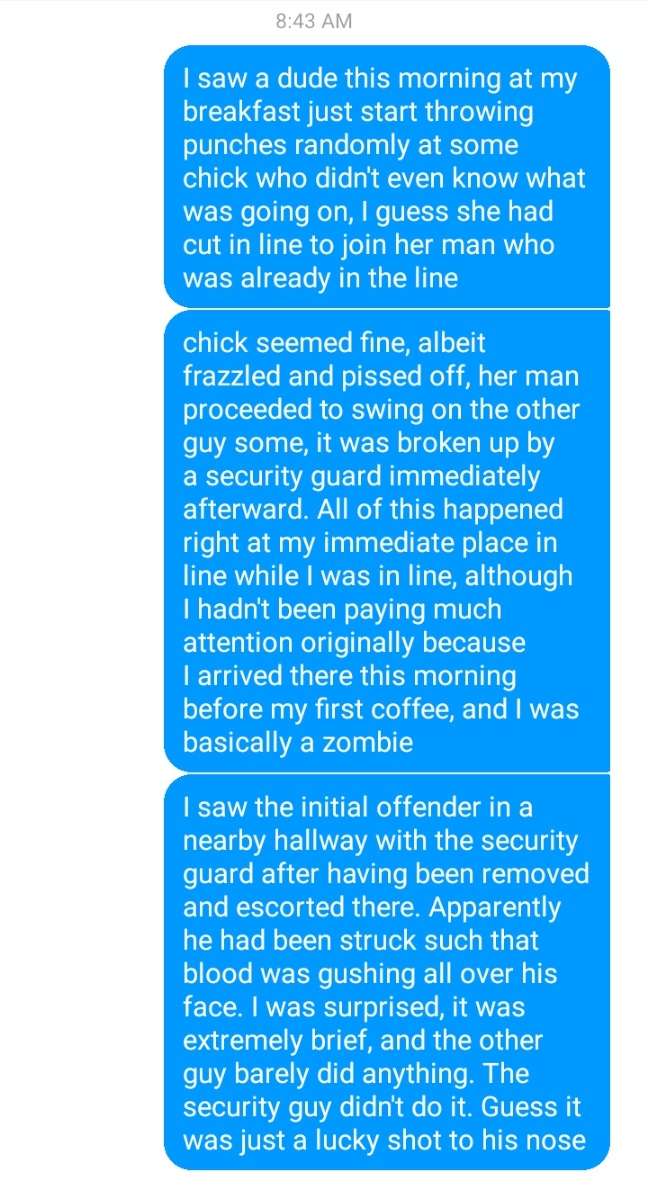 8:43 AM
I saw a dude this morning at my
breakfast just start throwing
punches randomly at some
chick who didn't even know what
was going on, I guess she had
cut in line to join her man who
was already in the line
chick seemed fine, albeit
frazzled and pissed off, her man
proceeded to swing on the other
guy some, it was broken up by
a security guard immediately
afterward. All of this happened
right at my immediate place in
line while I was in line, although
I hadn't been paying much
attention originally because
I arrived there this morning
before my first coffee, and I was
basically a zombie
I saw the initial offender in a
nearby hallway with the security
guard after having been removed
and escorted there. Apparently
he had been struck such that
blood was gushing all over his
face. I was surprised, it was
extremely brief, and the other
guy barely did anything. The
security guy didn't do it. Guess it
was just a lucky shot to his nose